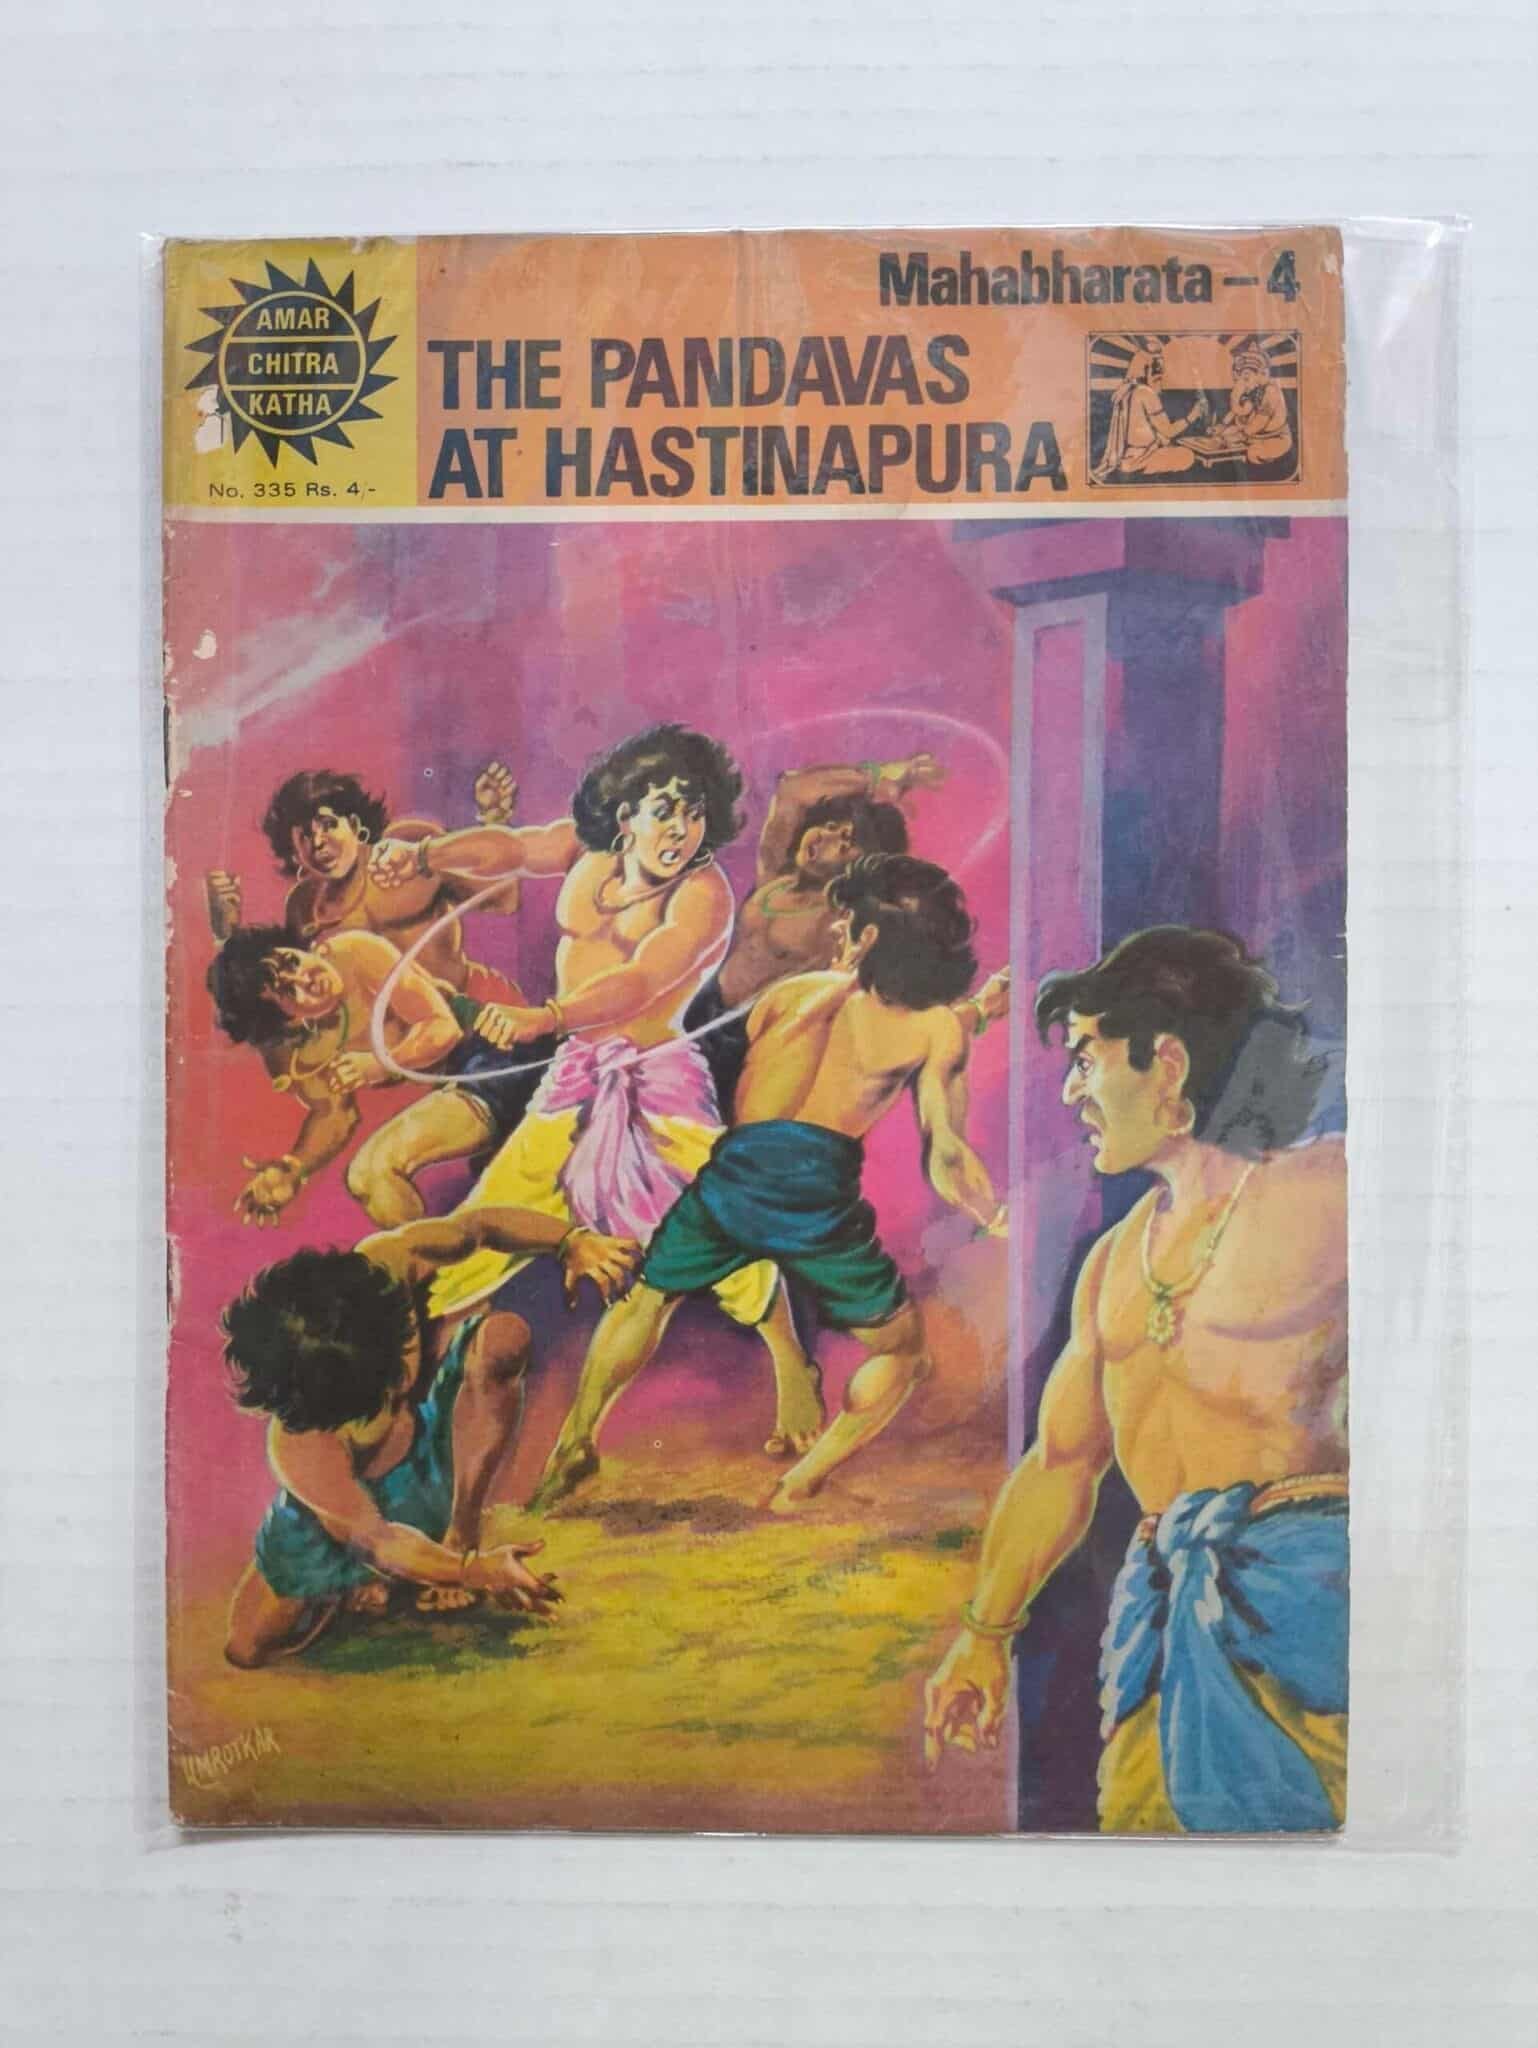 AMAR
CHITRA
KATHA
No. 335 Rs. 4/-
Mahabharata – 4
THE PANDAVAS
AT HASTINAPURA
UMROTKAR